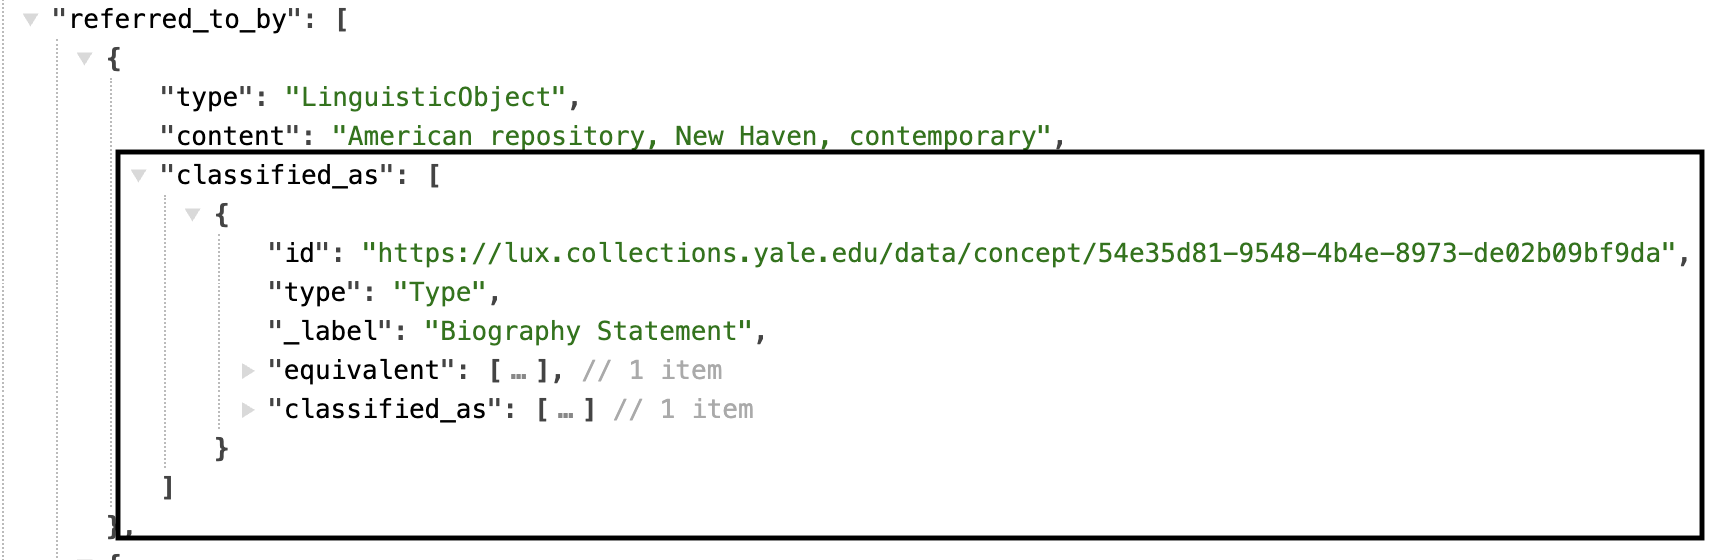 "referred_to_by": [
{
"type": "LinguisticObject",
"content": "American repository, New Haven, contemporary",
"classified_as": [
{
"id": "https://lux.collections.yale.edu/data/concept/54e35d81-9548-4b4e-8973-de02b09bf9da",
"type": "Type",
"_label": "Biography Statement",
"equivalent": [ … ], // 1 item
"classified_as": [ … ] // 1 item
}
]
},
{